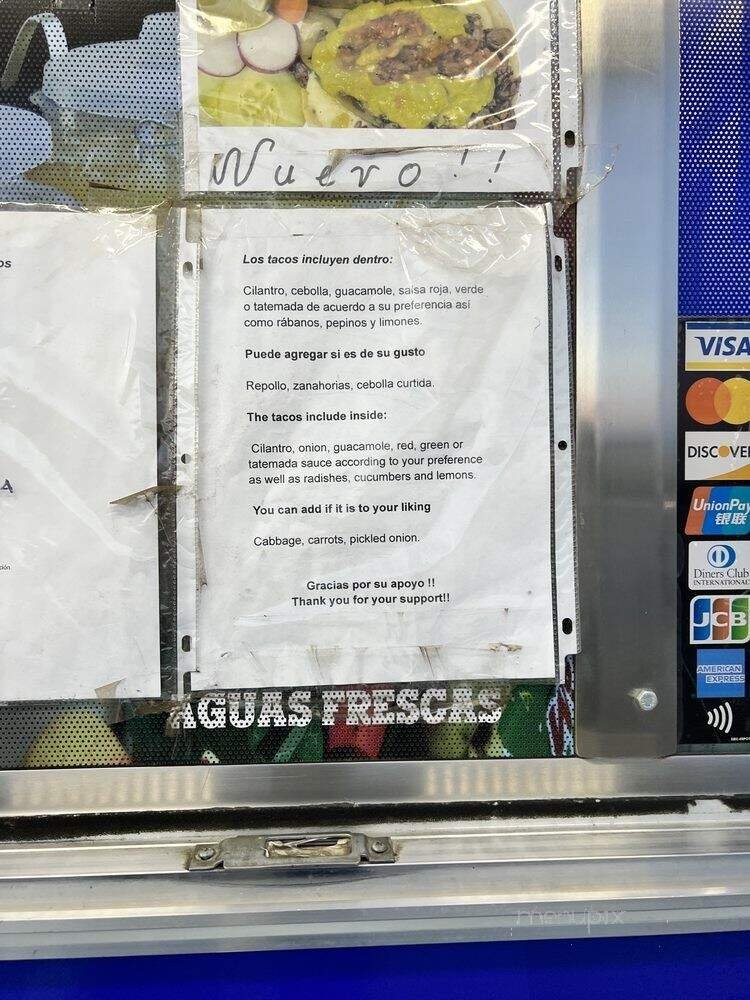 Nuevo!!
os
Los tacos incluyen dentro:
Cilantro, cebolla, guacamole, salsa roja, verde
o tatemada de acuerdo a su preferencia así
como rábanos, pepinos y limones.
Puede agregar si es de su gusto
Repollo, zanahorias, cebolla curtida.
The tacos include inside:
Cilantro, onion, guacamole, red, green or
tatemada sauce according to your preference
as well as radishes, cucumbers and lemons.
You can add if it is to your liking
Cabbage, carrots, pickled onion.
Gracias por su apoyo !!
Thank you for your support!!
A
ción.
AGUAS FRESCAS
VISA
DISCOVER
UnionPay
银联
Diners Club
INTERNATIONAL
JCB
AMERICAN
EXPRESS
menupix